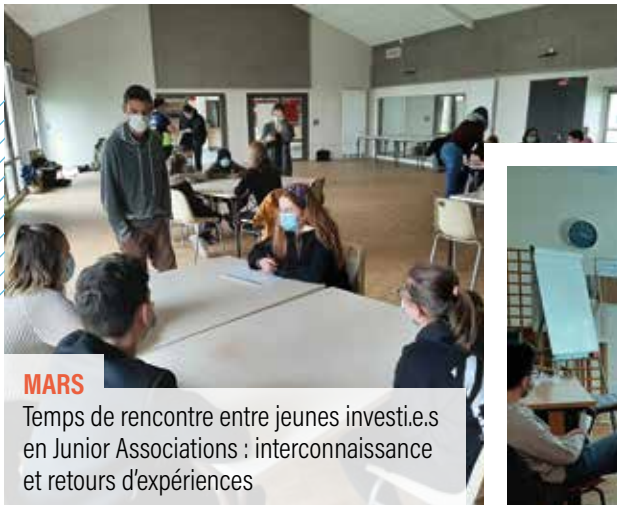 MARS
Temps de rencontre entre jeunes investi.e.s
en Junior Associations : interconnaissance
et retours d'expériences